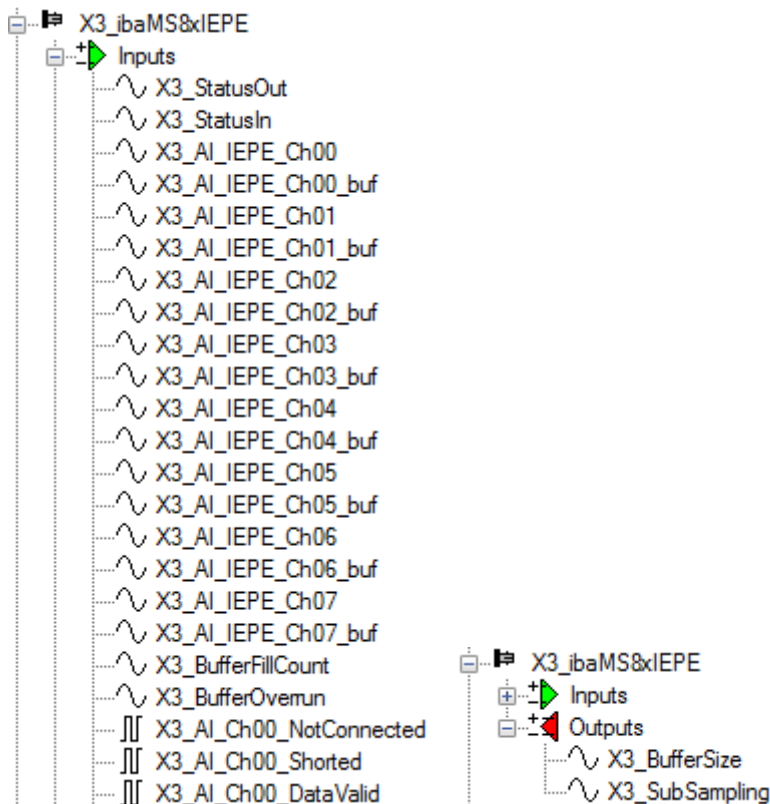 X3_ibaMS8xIEPE
Inputs
X3_StatusOut
X3_StatusIn
X3_AI_IEPE_Ch00
X3_AI_IEPE_Ch00_buf
X3_AI_IEPE_Ch01
X3_AI_IEPE_Ch01_buf
X3_AI_IEPE_Ch02
X3_AI_IEPE_Ch02_buf
X3_AI_IEPE_Ch03
X3_AI_IEPE_Ch03_buf
X3_AI_IEPE_Ch04
X3_AI_IEPE_Ch04_buf
X3_AI_IEPE_Ch05
X3_AI_IEPE_Ch05_buf
X3_AI_IEPE_Ch06
X3_AI_IEPE_Ch06_buf
X3_AI_IEPE_Ch07
X3_AI_IEPE_Ch07_buf
X3_BufferFillCount
X3_BufferOverrun
X3_AI_Ch00_NotConnected
X3_AI_Ch00_Shorted
X3_AI_Ch00_DataValid
X3_ibaMS8xIEPE
Inputs
Outputs
X3_BufferSize
X3_SubSampling